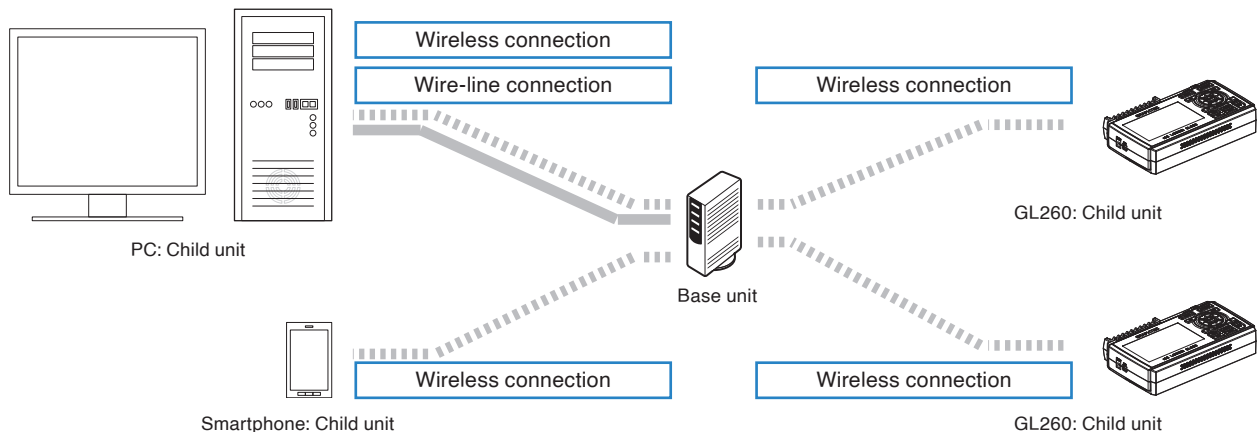 Wireless connection
Wire-line connection
Wireless connection
PC: Child unit
GL260: Child unit
Base unit
Wireless connection
Wireless connection
Smartphone: Child unit
GL260: Child unit